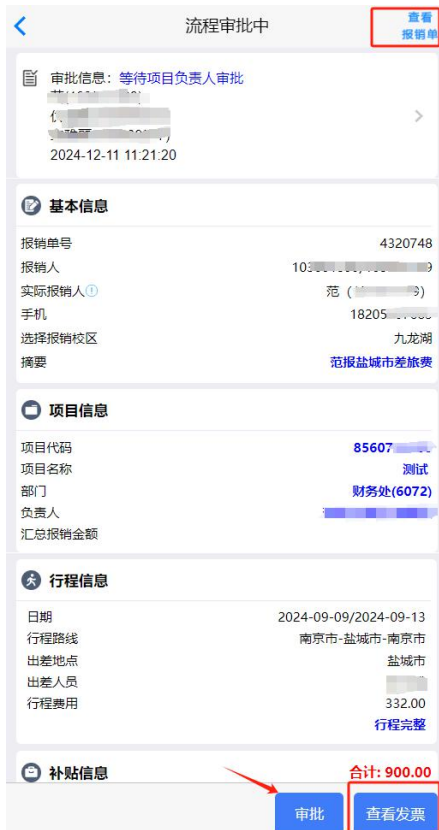 流程审批中
查看
报销单
审批信息：等待项目负责人审批
2024-12-11 11:21:20
基本信息
报销单号 4320748
报销人
实际报销人 范（
手机 18205
选择报销校区 九龙湖
摘要 范报盐城市差旅费
项目信息
项目代码 85607
项目名称 测试
部门 财务处(6072)
负责人
汇总报销金额
行程信息
日期 2024-09-09/2024-09-13
行程路线 南京市-盐城市-南京市
出差地点 盐城市
出差人员
行程费用 332.00
行程完整
补贴信息 合计: 900.00
审批 查看发票